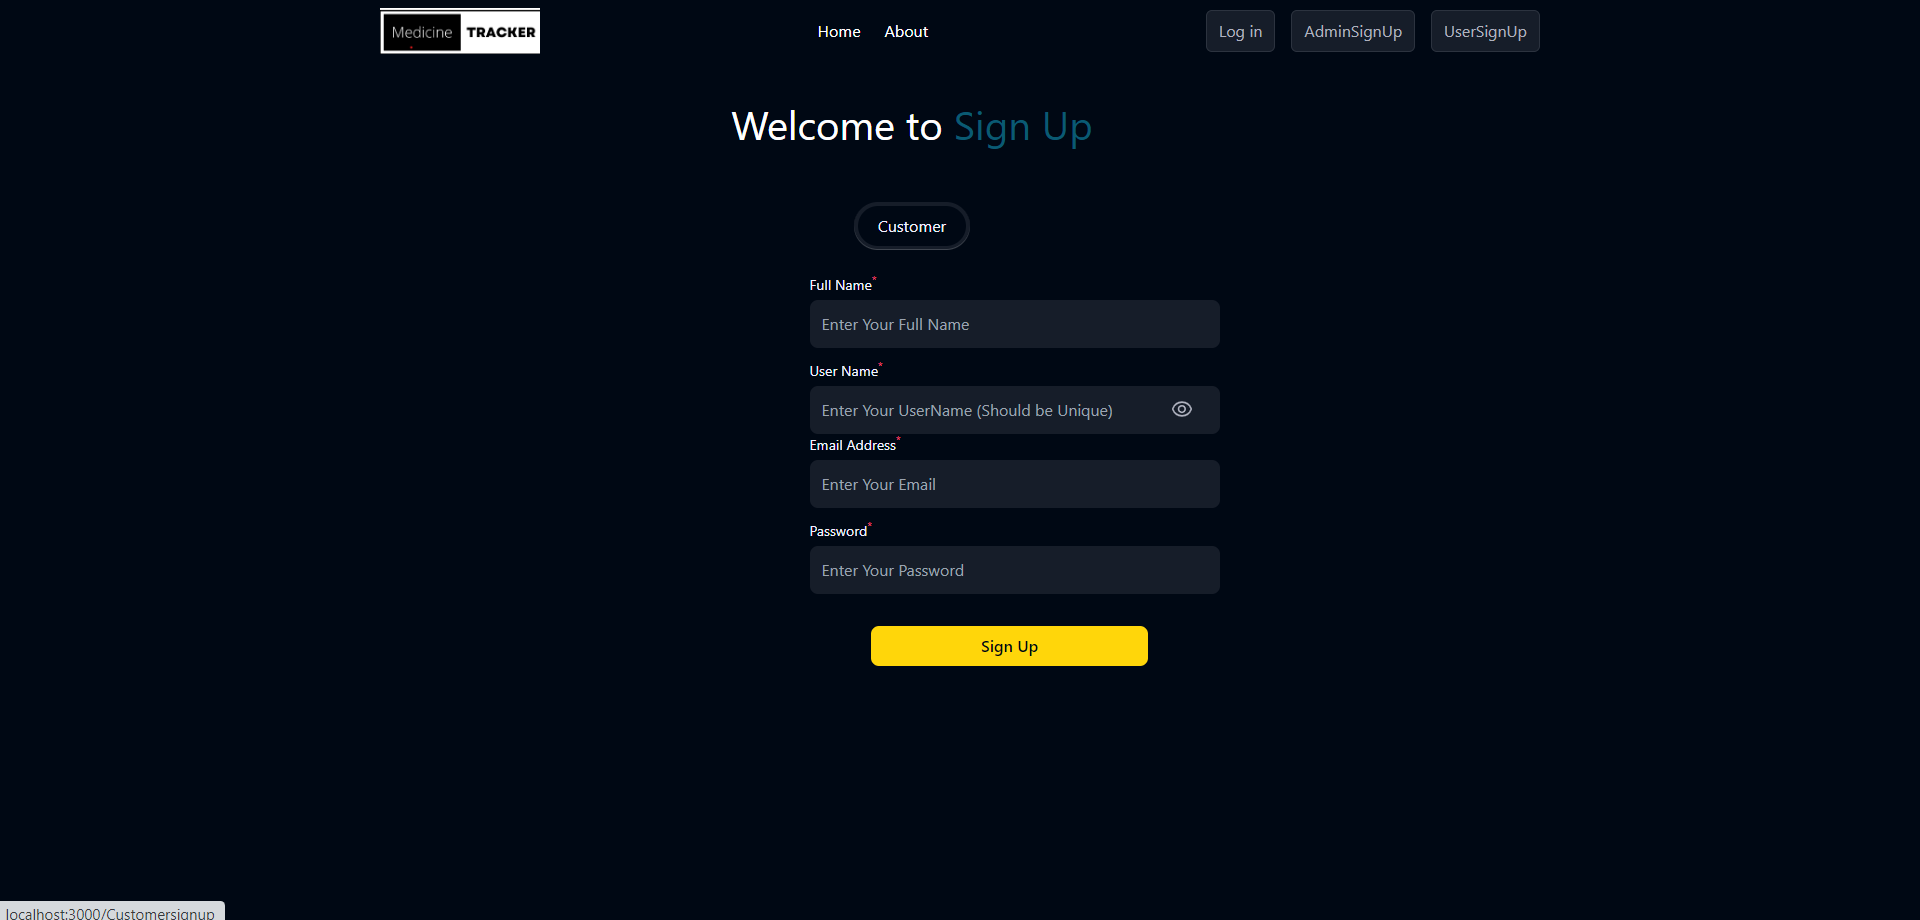 Medicine TRACKER
Home About
Log in AdminSignUp UserSignUp
Welcome to Sign Up
Customer
Full Name*
Enter Your Full Name
User Name*
Enter Your UserName (Should be Unique)
Email Address*
Enter Your Email
Password*
Enter Your Password
Sign Up
localhost:3000/Customersignup